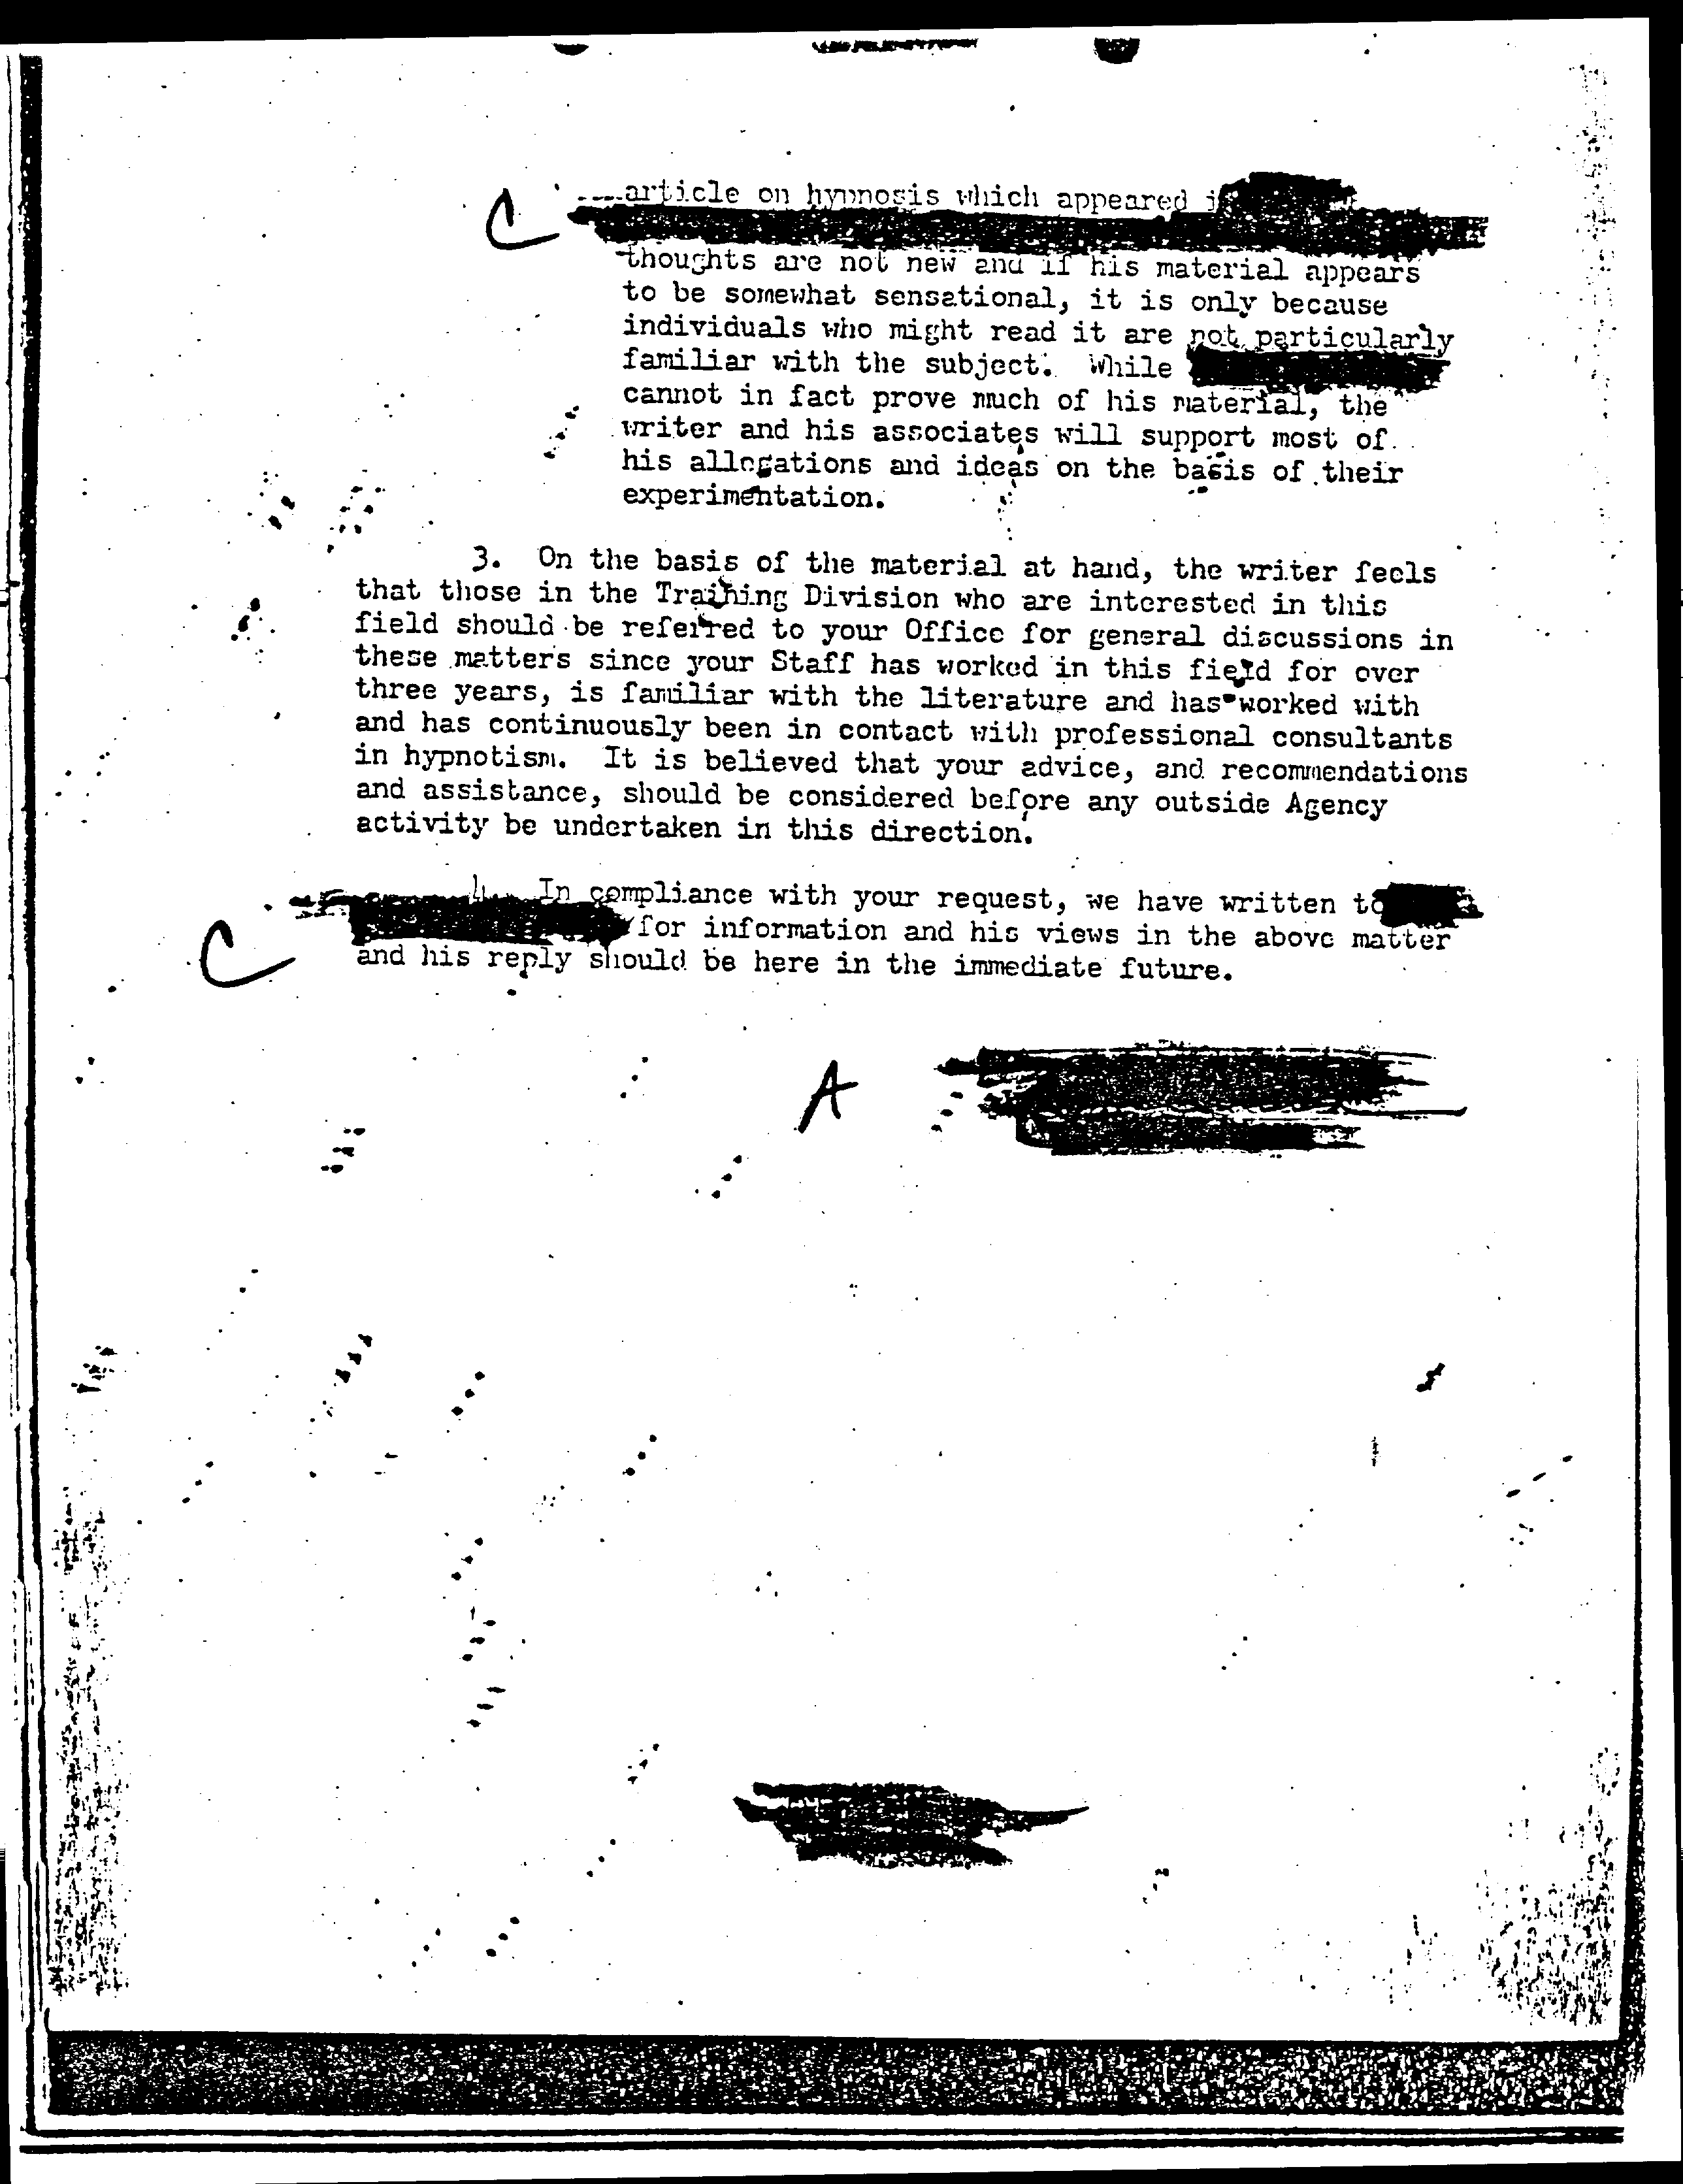 C
article on hypnosis which appeared
thoughts are not new and if his material appears
to be somewhat sensational, it is only because
individuals who might read it are not particularly
familiar with the subject. While
cannot in fact prove much of his material, the
writer and his associates will support most of
his allegations and ideas on the basis of their
experimentation.
3. On the basis of the material at hand, the writer feels
that those in the Training Division who are interested in this
field should be referred to your Office for general discussions in
these matters since your Staff has worked in this field for over
three years, is familiar with the literature and has worked with
and has continuously been in contact with professional consultants
in hypnotism. It is believed that your advice, and recommendations
and assistance, should be considered before any outside Agency
activity be undertaken in this direction.
4. In compliance with your request, we have written to
C
for information and his views in the above matter
and his reply should be here in the immediate future.
A